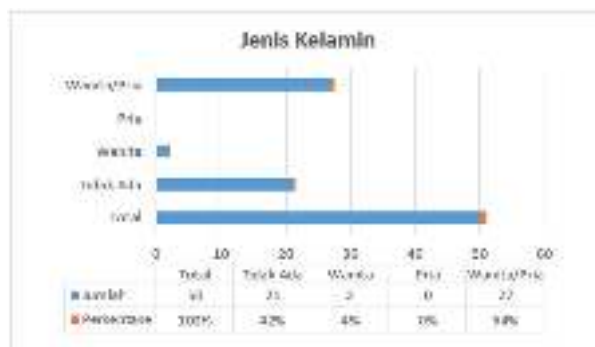 Jenis Kelamin
Wanita/Pria
Pria
Wanita
Tidak Ada
Total
0 10 20 30 40 50 60
Total Tidak Ada Wanita Pria Wanita/Pria
Jumlah 50 21 2 0 27
Persentase 100% 42% 4% 0% 54%